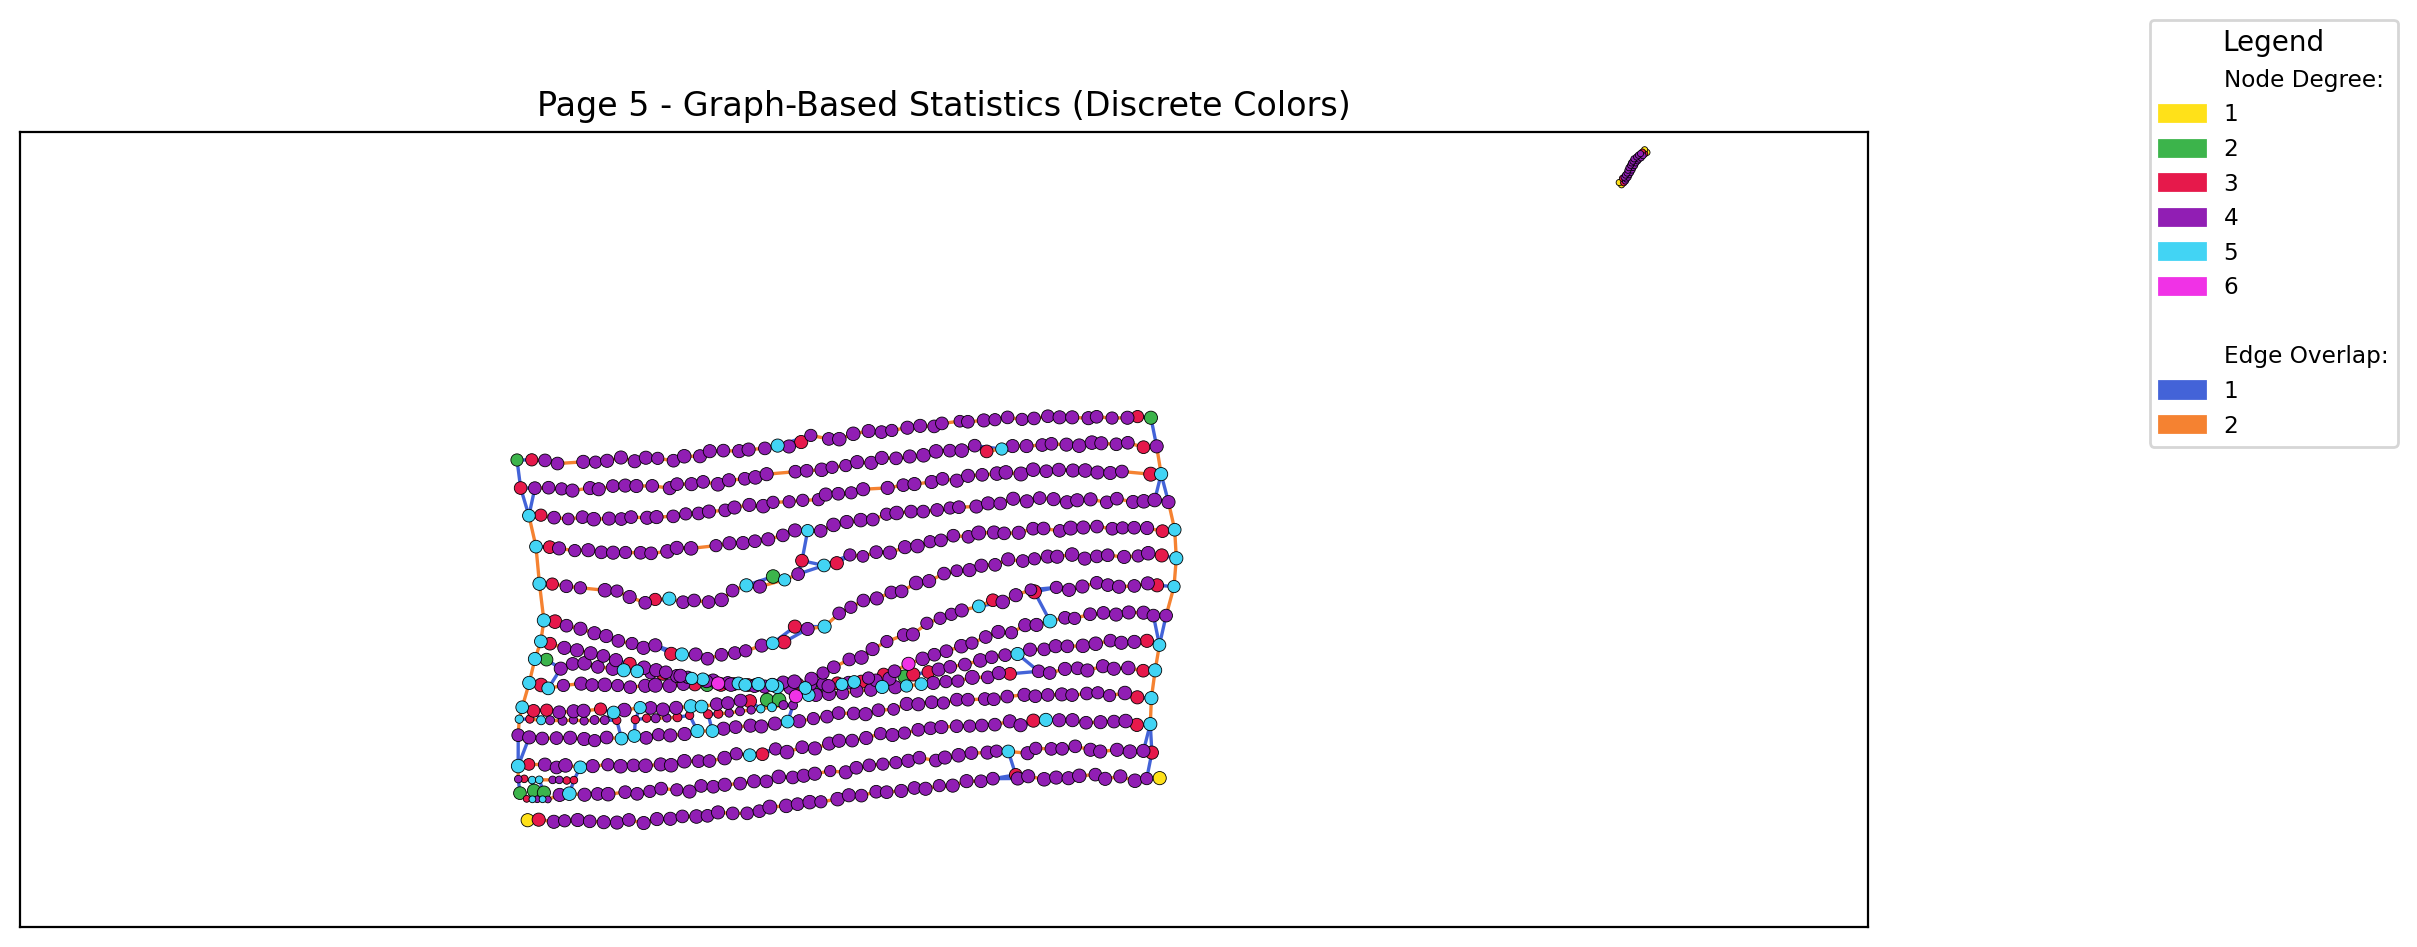 Page 5 - Graph-Based Statistics (Discrete Colors)
Legend
Node Degree:
1
2
3
4
5
6
Edge Overlap:
1
2